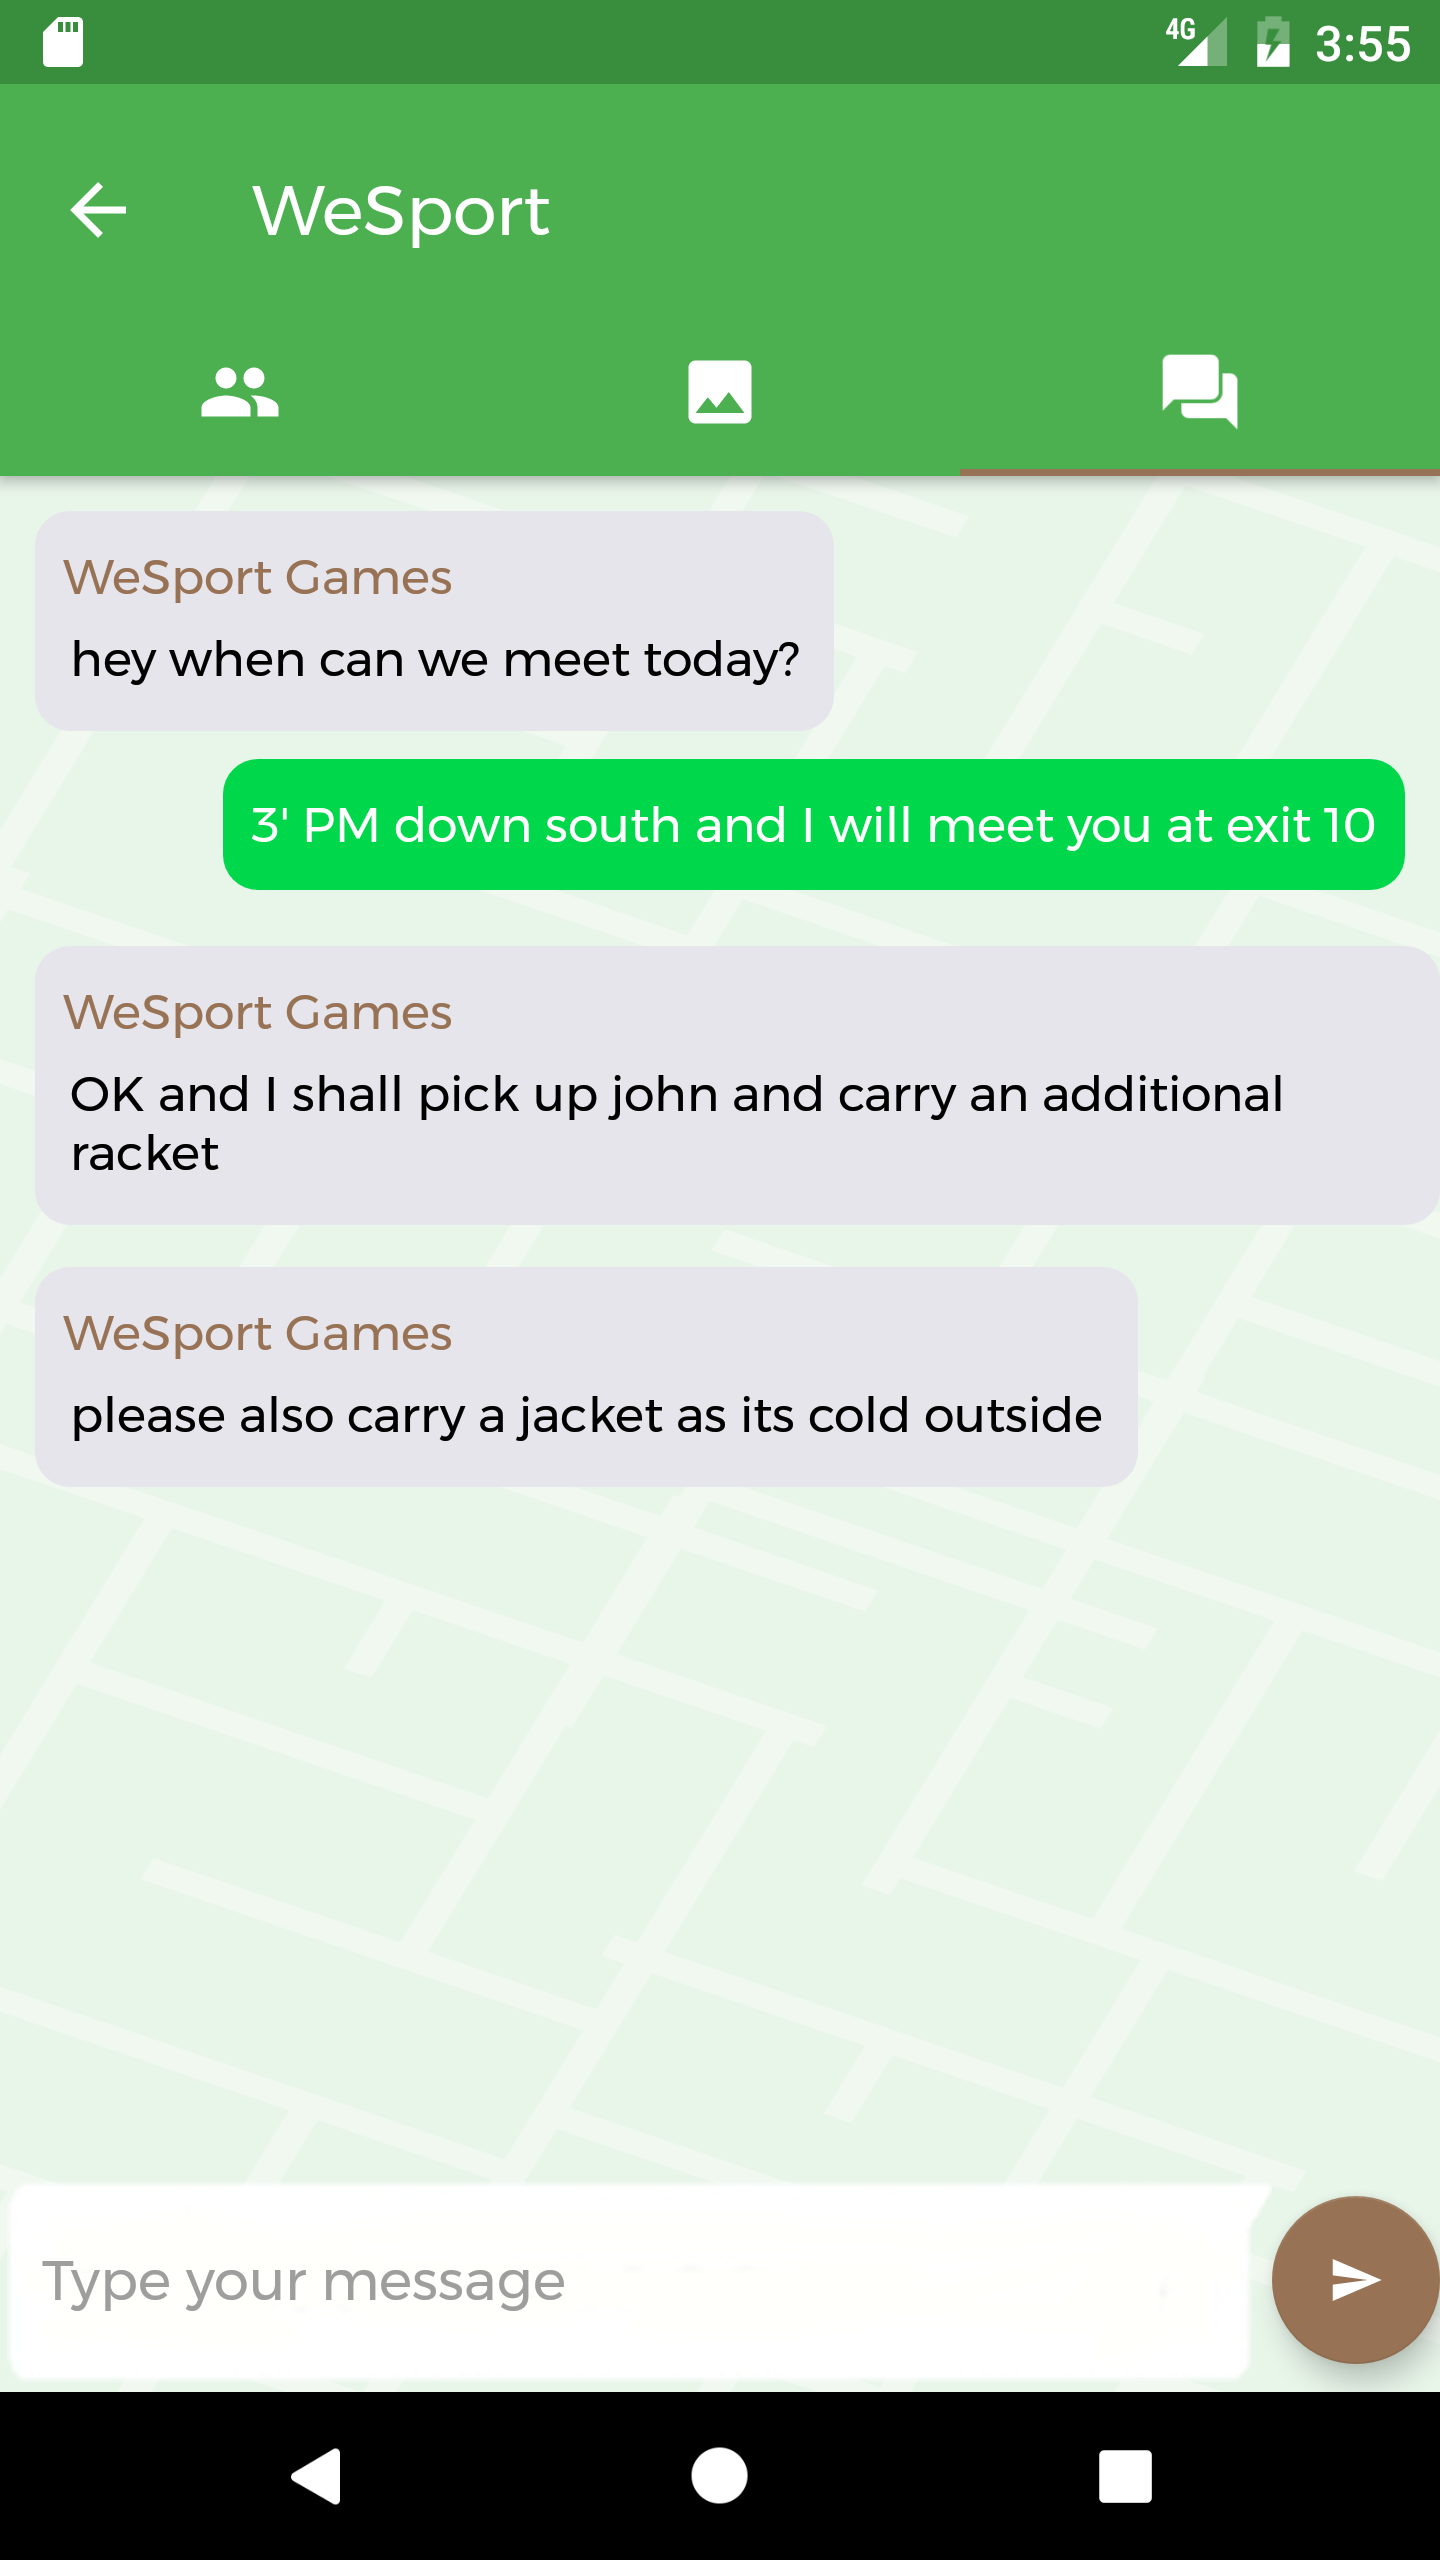 4G 3:55
WeSport
WeSport Games
hey when can we meet today?
3' PM down south and I will meet you at exit 10
WeSport Games
OK and I shall pick up john and carry an additional
racket
WeSport Games
please also carry a jacket as its cold outside
Type your message